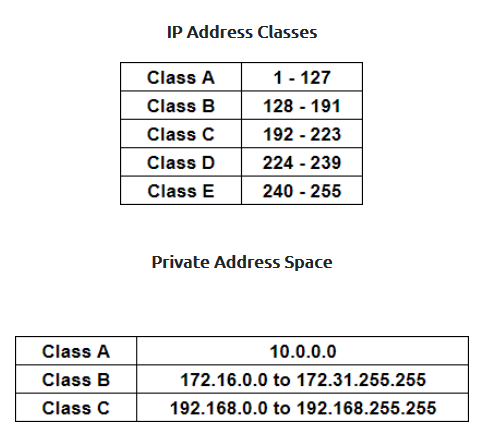 IP Address Classes
Class A 1 - 127
Class B 128 - 191
Class C 192 - 223
Class D 224 - 239
Class E 240 - 255
Private Address Space
Class A 10.0.0.0
Class B 172.16.0.0 to 172.31.255.255
Class C 192.168.0.0 to 192.168.255.255